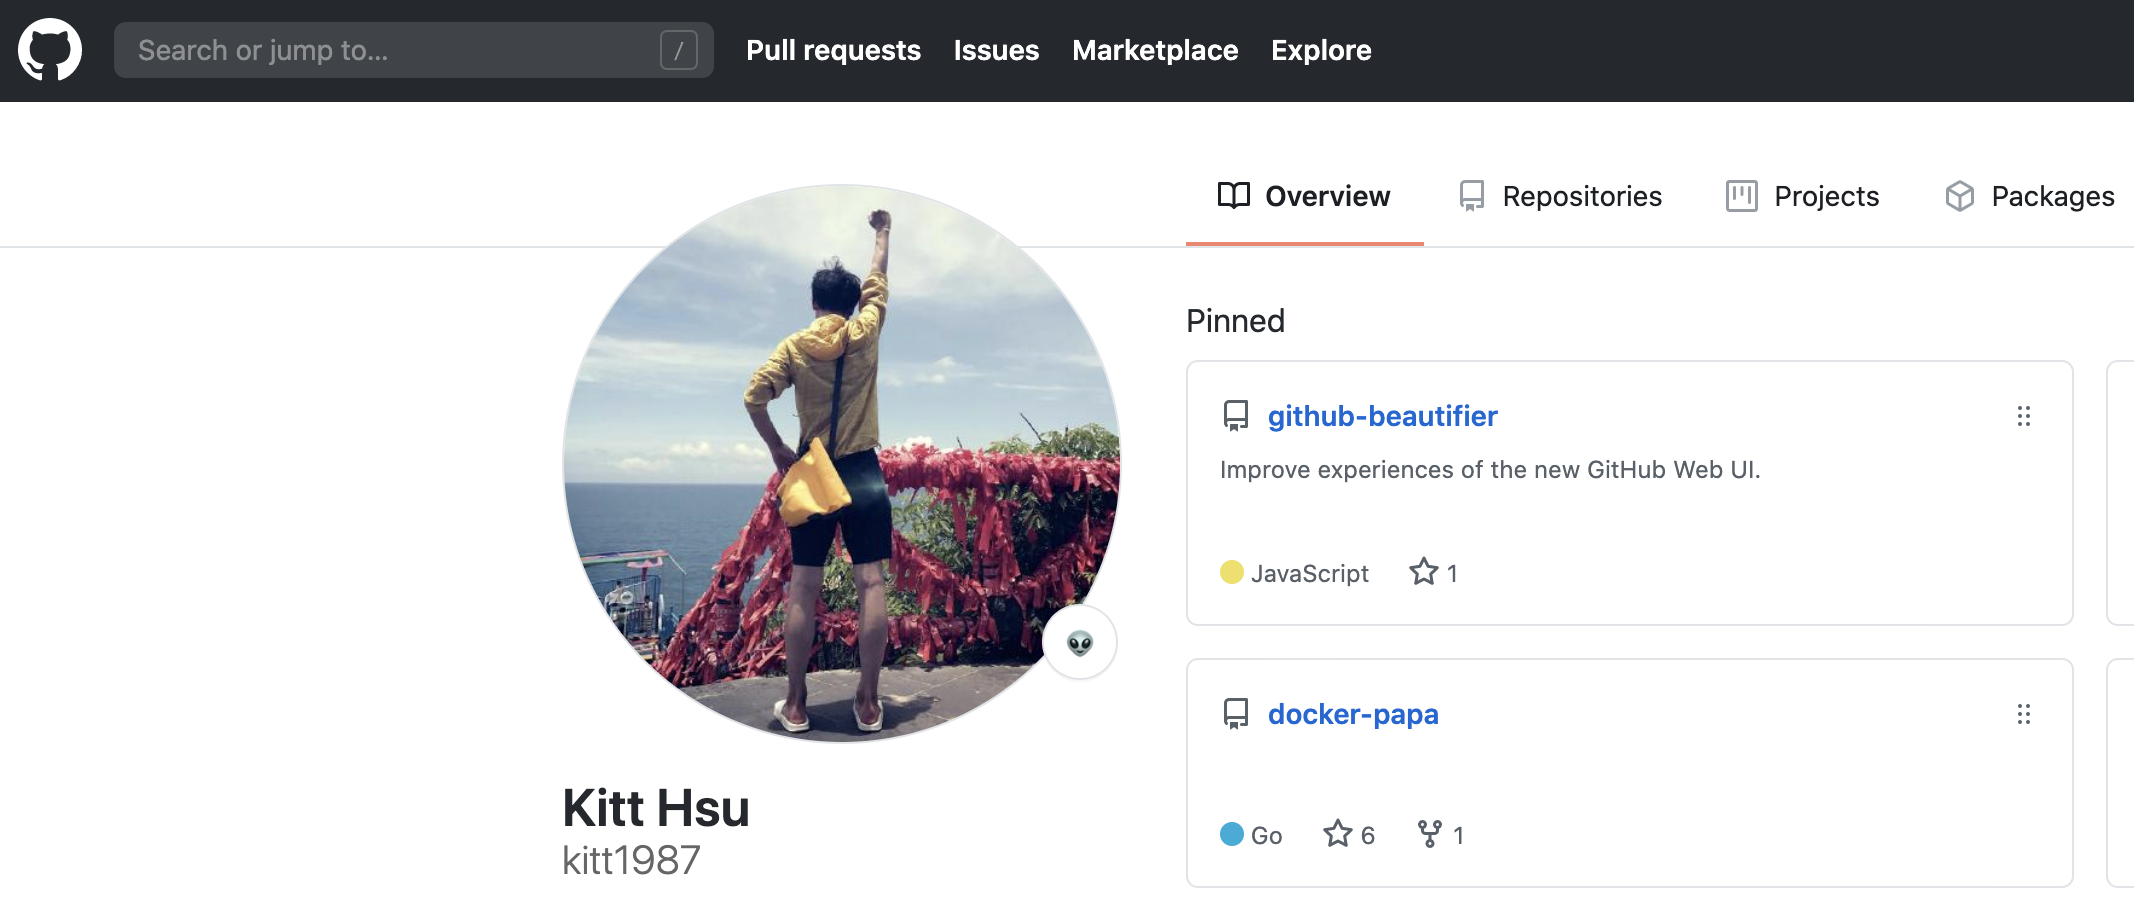 Search or jump to... /
Pull requests Issues Marketplace Explore
Overview Repositories Projects Packages
Pinned
github-beautifier
Improve experiences of the new GitHub Web UI.
JavaScript 1
docker-papa
Go 6 1
Kitt Hsu
kitt1987